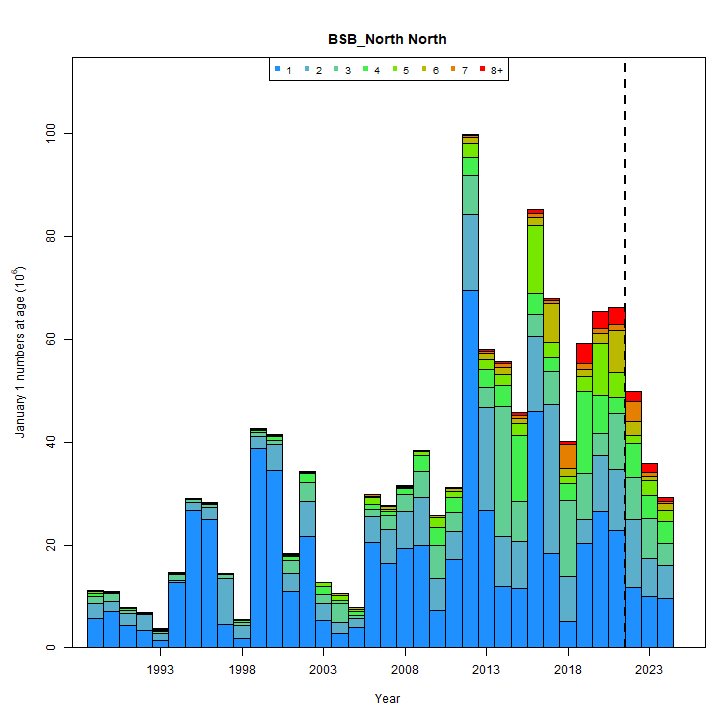 BSB_North North
1 2 3 4 5 6 7 8+
January 1 numbers at age (10^6)
0 20 40 60 80 100
1993 1998 2003 2008 2013 2018 2023
Year